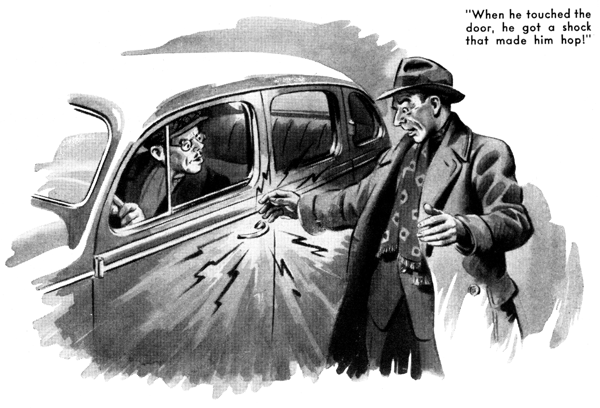 "When he touched the
door, he got a shock
that made him hop!"